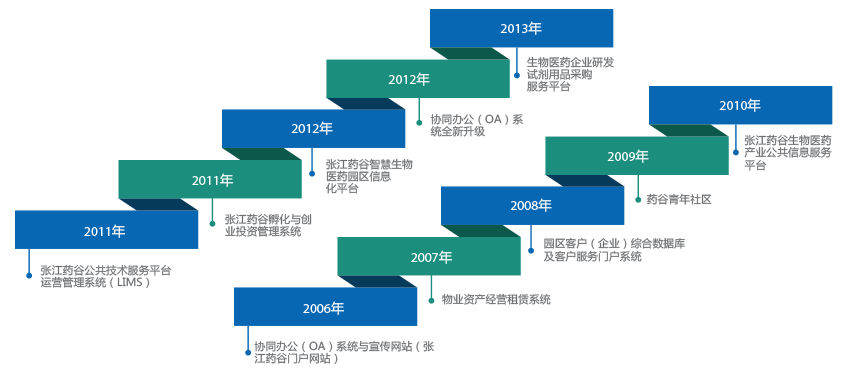 2013年
生物医药企业研发
试剂用品采购
服务平台
2012年
协同办公（OA）系
统全新升级
2012年
张江药谷智慧生物
医药园区信息
化平台
2011年
张江药谷孵化与创
业投资管理系统
2011年
张江药谷公共技术服务平台
运营管理系统（LIMS）
2010年
张江药谷生物医药
产业公共信息服务
平台
2009年
药谷青年社区
2008年
园区客户（企业）综合数据库
及客户服务门户系统
2007年
物业资产经营租赁系统
2006年
协同办公（OA）系统与宣传网站（张
江药谷门户网站）